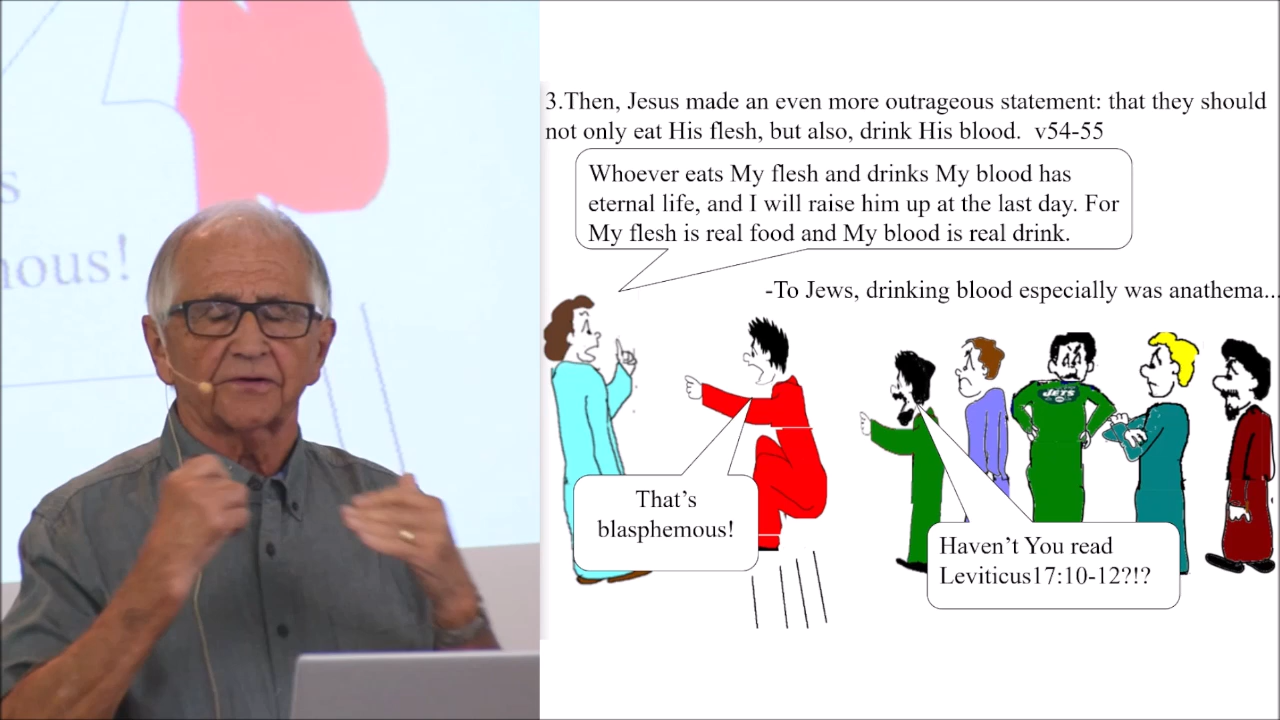 s
nous!
3.Then, Jesus made an even more outrageous statement: that they should
not only eat His flesh, but also, drink His blood.  v54-55
Whoever eats My flesh and drinks My blood has
eternal life, and I will raise him up at the last day. For
My flesh is real food and My blood is real drink.
-To Jews, drinking blood especially was anathema...
JETS
That’s
blasphemous!
Haven’t You read
Leviticus17:10-12?!?